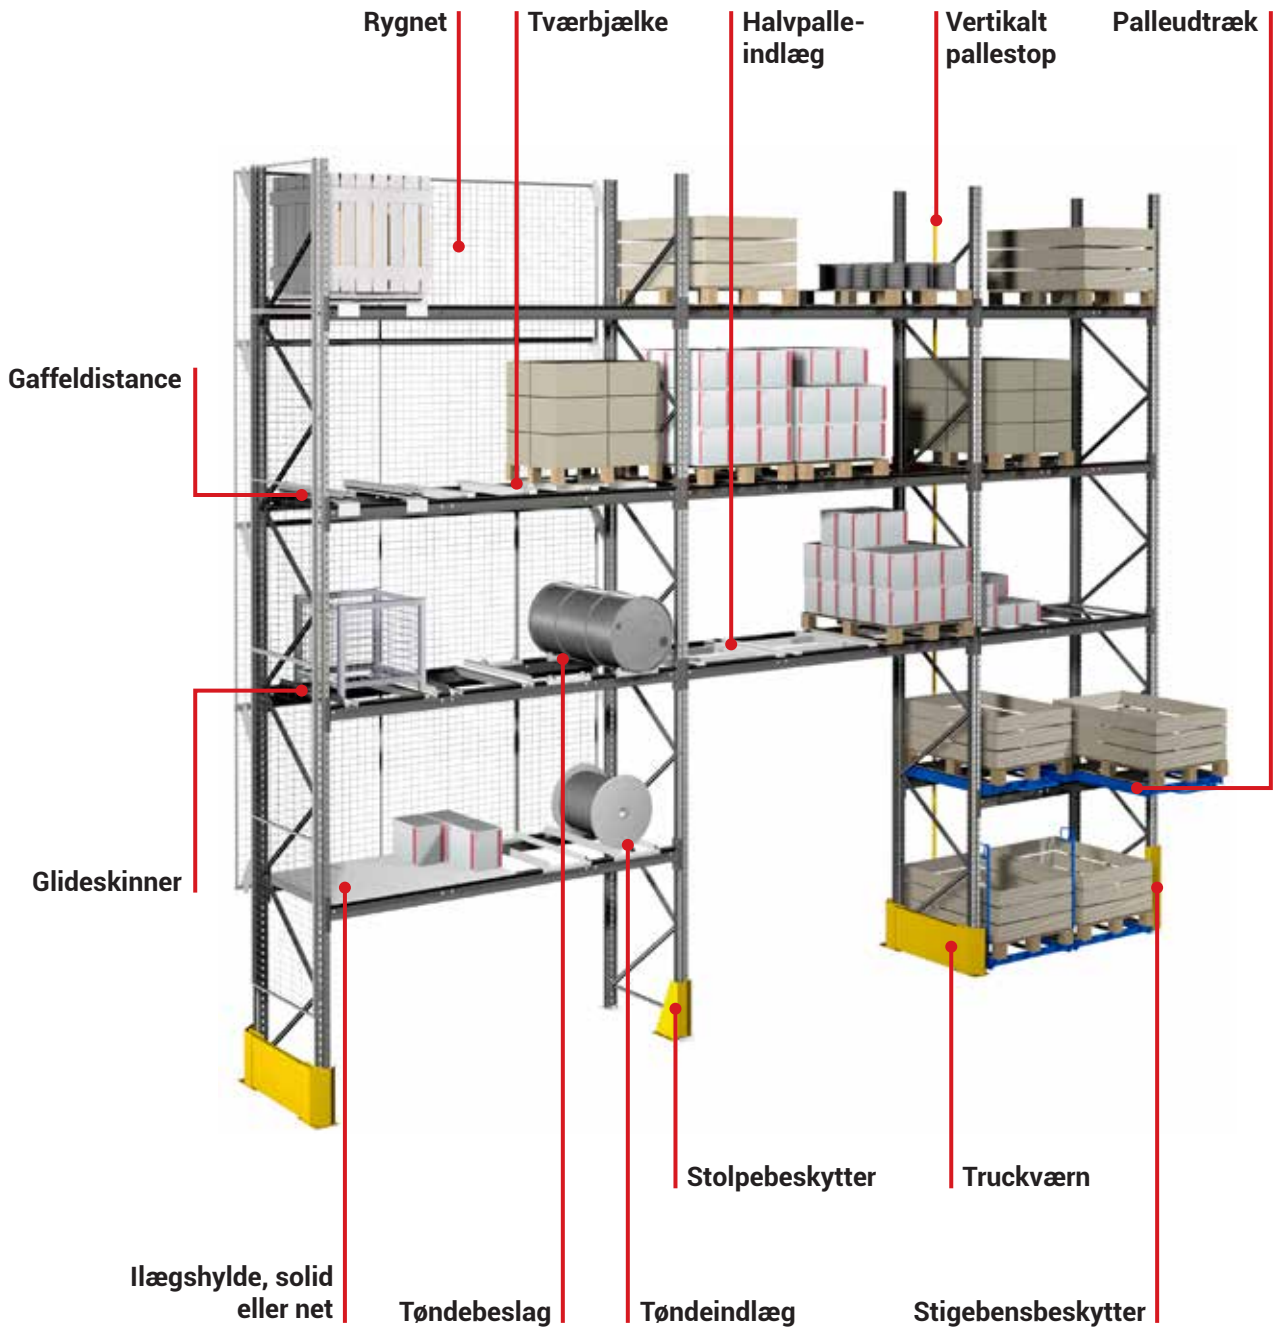 Rygnet
Tværbjælke
Halvpalle-
indlæg
Vertikalt
pallestop
Palleudtræk
Gaffeldistance
Glideskinner
Stolpebeskytter
Truckværn
Ilægshylde, solid
eller net
Tøndebeslag
Tøndeindlæg
Stigebensbeskytter